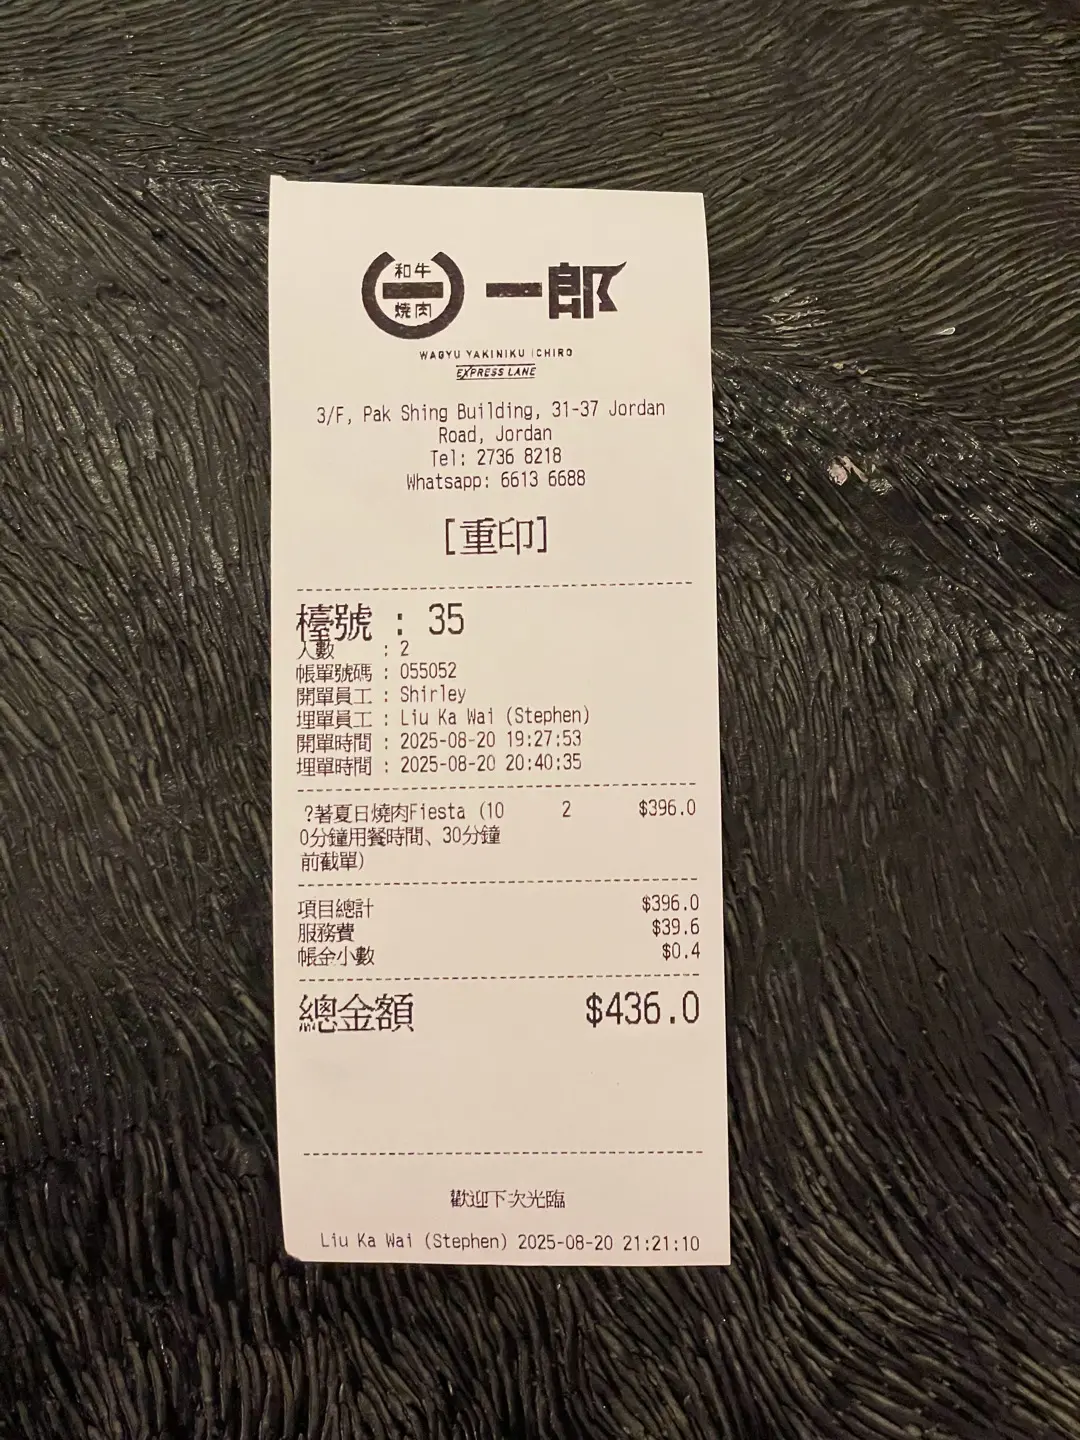 和牛
一郎
燒肉
WAGYU YAKINIKU ICHIRO
EXPRESS LANE
3/F, Pak Shing Building, 31-37 Jordan
Road, Jordan
Tel: 2736 8218
Whatsapp: 6613 6688
[重印]
檯號 : 35
人數 : 2
帳單號碼 : 055052
開單員工 : Shirley
埋單員工 : Liu Ka Wai (Stephen)
開單時間 : 2025-08-20 19:27:53
埋單時間 : 2025-08-20 20:40:35
?著夏日燒肉Fiesta (10 2 $396.0
0分鐘用餐時間、30分鐘
前截單)
項目總計 $396.0
服務費 $39.6
帳金小數 $0.4
總金額 $436.0
歡迎下次光臨
Liu Ka Wai (Stephen) 2025-08-20 21:21:10